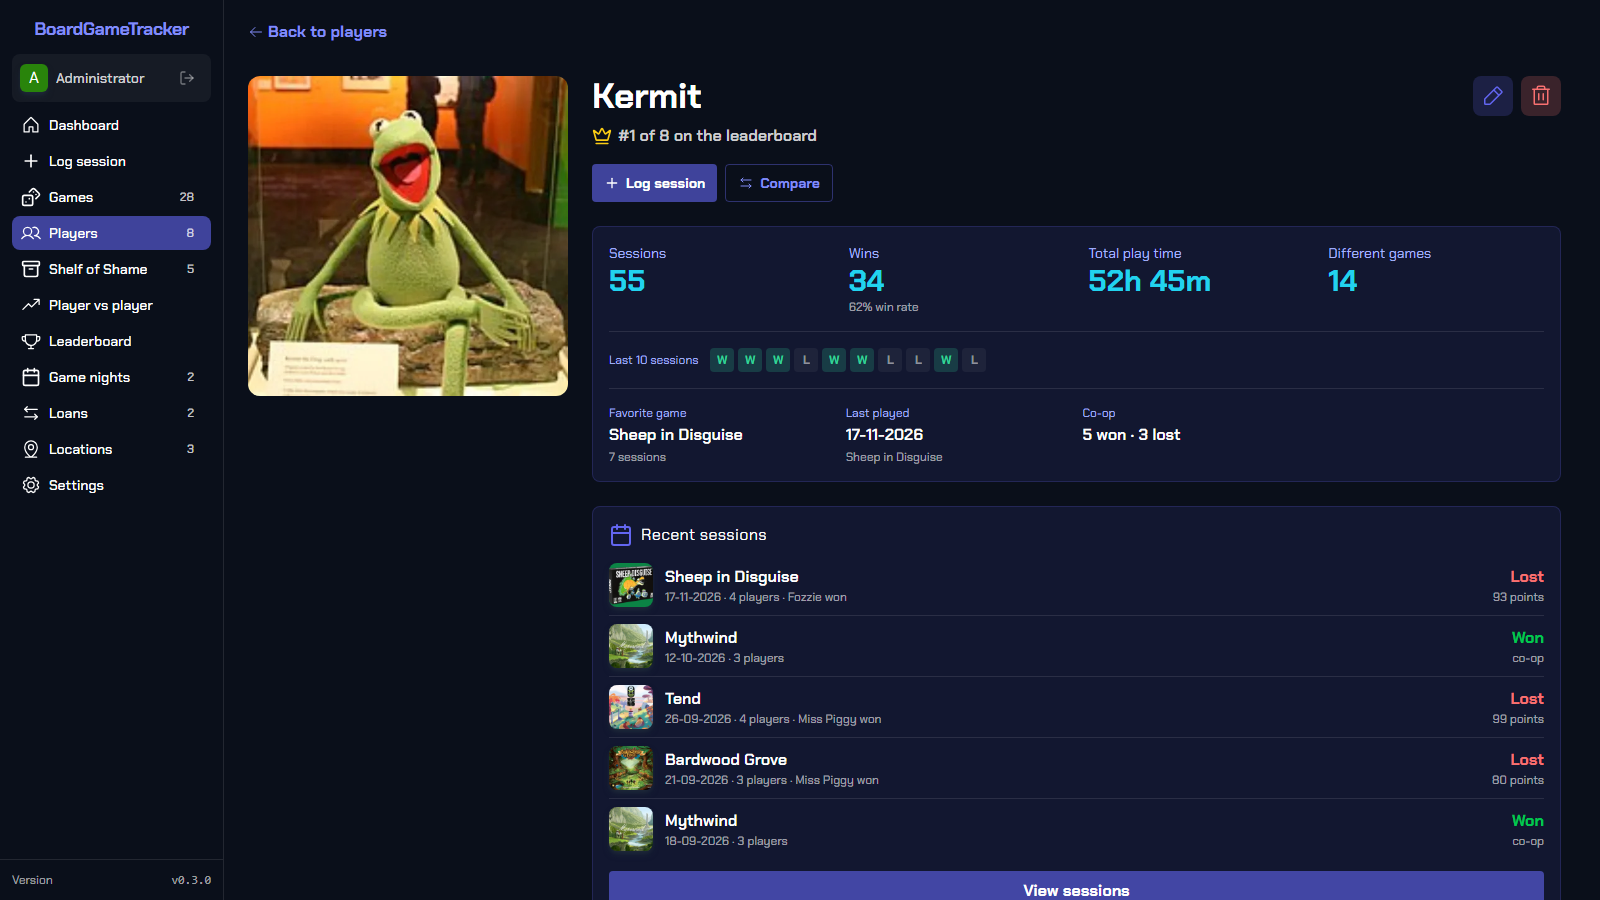 BoardGameTracker
A Administrator
Dashboard
Log session
Games 28
Players 8
Shelf of Shame 5
Player vs player
Leaderboard
Game nights 2
Loans 2
Locations 3
Settings
Version v0.3.0
← Back to players
Kermit
#1 of 8 on the leaderboard
+ Log session Compare
Sessions Wins Total play time Different games
55 34 52h 45m 14
62% win rate
Last 10 sessions W W W L W W L L W L
Favorite game Last played Co-op
Sheep in Disguise 17-11-2026 5 won · 3 lost
7 sessions Sheep in Disguise
Recent sessions
Sheep in Disguise Lost
17-11-2026 · 4 players · Fozzie won 93 points
Mythwind Won
12-10-2026 · 3 players co-op
Tend Lost
26-09-2026 · 4 players · Miss Piggy won 99 points
Bardwood Grove Lost
21-09-2026 · 3 players · Miss Piggy won 80 points
Mythwind Won
18-09-2026 · 3 players co-op
View sessions